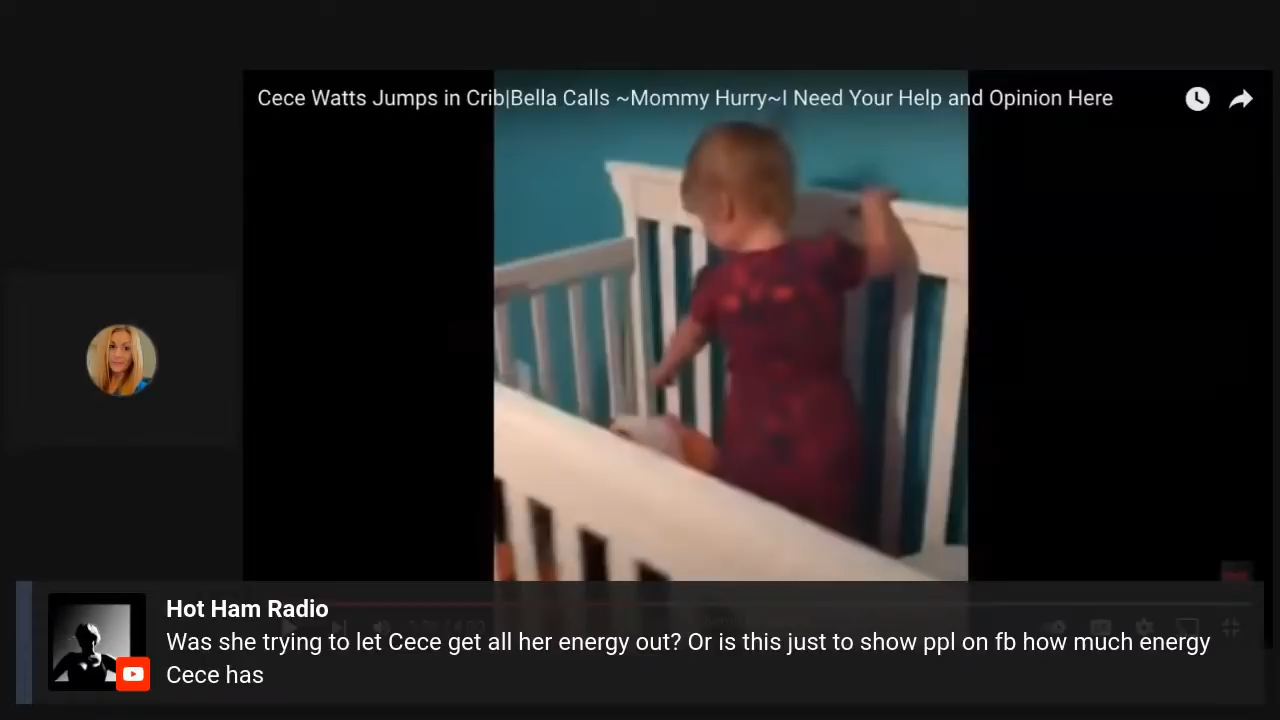 Cece Watts Jumps in Crib|Bella Calls ~Mommy Hurry~I Need Your Help and Opinion Here
Hot Ham Radio
Was she trying to let Cece get all her energy out? Or is this just to show ppl on fb how much energy
Cece has